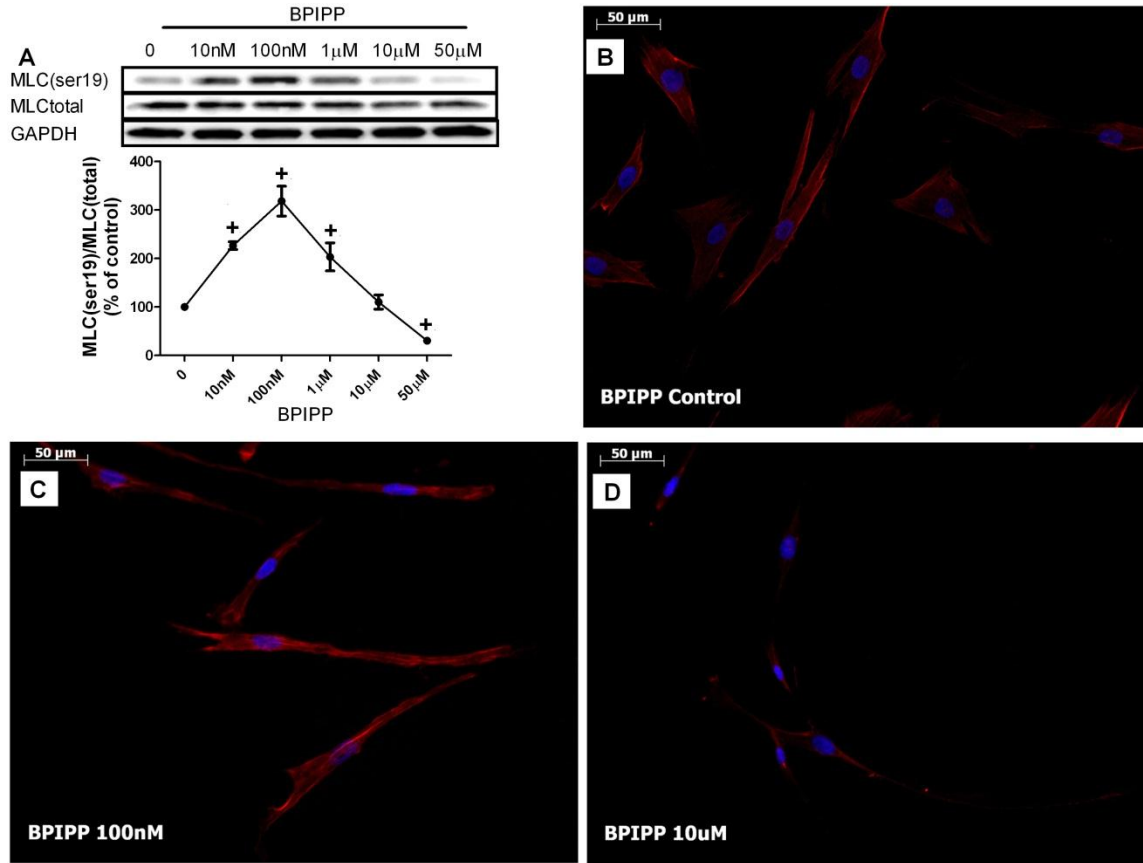 BPIPP
A
0 10nM 100nM 1μM 10μM 50μM
MLC(ser19)
MLCtotal
GAPDH
MLC(ser19)/MLC(total)
(% of control)
400
300
200
100
0
+ + + +
0 10nM 100nM 1μM 10μM 50μM
BPIPP
50 µm
B
BPIPP Control
50 µm
C
BPIPP 100nM
50 µm
D
BPIPP 10uM